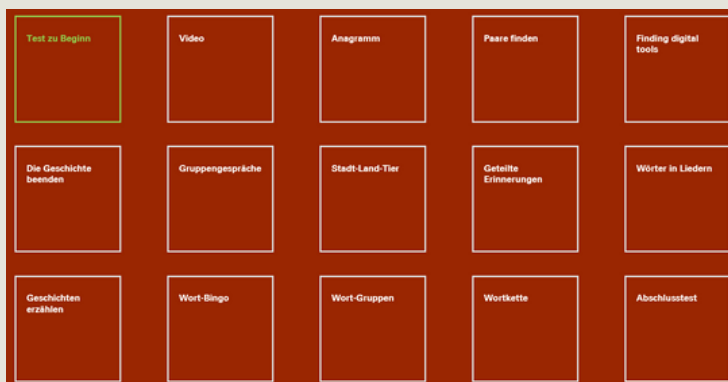 Test zu Beginn
Video
Anagramm
Paare finden
Finding digital
tools
Die Geschichte
beenden
Gruppengespräche
Stadt-Land-Tier
Geteilte
Erinnerungen
Wörter in Liedern
Geschichten
erzählen
Wort-Bingo
Wort-Gruppen
Wortkette
Abschlusstest